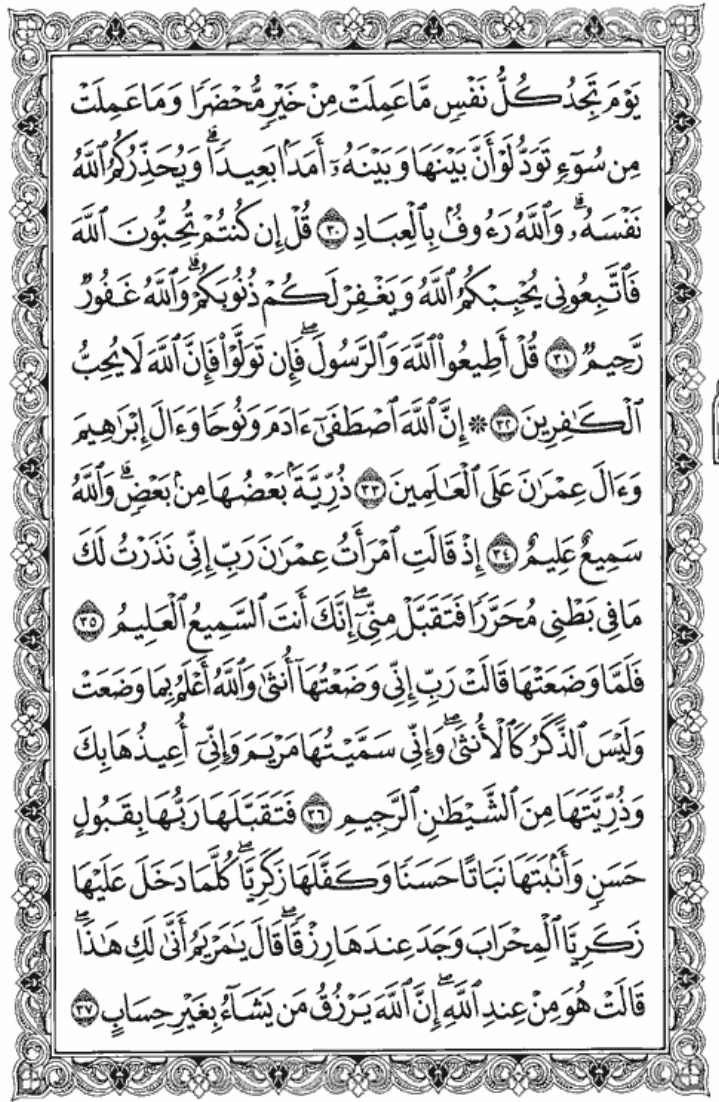 يَوْمَ تَجِدُ كُلُّ نَفْسٍ مَّا عَمِلَتْ مِنْ خَيْرٍ مُّحْضَرًا وَمَا عَمِلَتْ
مِن سُوٓءٍ تَوَدُّ لَوْ أَنَّ بَيْنَهَا وَبَيْنَهُۥٓ أَمَدَۢا بَعِيدًاۗ وَيُحَذِّرُكُمُ ٱللَّهُ
نَفْسَهُۥۗ وَٱللَّهُ رَءُوفُۢ بِٱلْعِبَادِ ٣٠ قُلْ إِن كُنتُمْ تُحِبُّونَ ٱللَّهَ
فَٱتَّبِعُونِى يُحْبِبْكُمُ ٱللَّهُ وَيَغْفِرْ لَكُمْ ذُنُوبَكُمْۗ وَٱللَّهُ غَفُورٌ
رَّحِيمٌ ٣١ قُلْ أَطِيعُوا۟ ٱللَّهَ وَٱلرَّسُولَۖ فَإِن تَوَلَّوْا۟ فَإِنَّ ٱللَّهَ لَا يُحِبُّ
ٱلْكَٰفِرِينَ ٣٢ ۞ إِنَّ ٱللَّهَ ٱصْطَفَىٰٓ ءَادَمَ وَنُوحًا وَءَالَ إِبْرَٰهِيمَ
وَءَالَ عِمْرَٰنَ عَلَى ٱلْعَٰلَمِينَ ٣٣ ذُرِّيَّةَۢ بَعْضُهَا مِنۢ بَعْضٍۗ وَٱللَّهُ
سَمِيعٌ عَلِيمٌ ٣٤ إِذْ قَالَتِ ٱمْرَأَتُ عِمْرَٰنَ رَبِّ إِنِّى نَذَرْتُ لَكَ
مَا فِى بَطْنِى مُحَرَّرًا فَتَقَبَّلْ مِنِّىٓۖ إِنَّكَ أَنتَ ٱلسَّمِيعُ ٱلْعَلِيمُ ٣٥
فَلَمَّا وَضَعَتْهَا قَالَتْ رَبِّ إِنِّى وَضَعْتُهَآ أُنثَىٰ وَٱللَّهُ أَعْلَمُ بِمَا وَضَعَتْ
وَلَيْسَ ٱلذَّكَرُ كَٱلْأُنثَىٰۖ وَإِنِّى سَمَّيْتُهَا مَرْيَمَ وَإِنِّىٓ أُعِيذُهَا بِكَ
وَذُرِّيَّتَهَا مِنَ ٱلشَّيْطَٰنِ ٱلرَّجِيمِ ٣٦ فَتَقَبَّلَهَا رَبُّهَا بِقَبُولٍ
حَسَنٍ وَأَنۢبَتَهَا نَبَاتًا حَسَنًا وَكَفَّلَهَا زَكَرِيَّاۖ كُلَّمَا دَخَلَ عَلَيْهَا
زَكَرِيَّا ٱلْمِحْرَابَ وَجَدَ عِندَهَا رِزْقًاۖ قَالَ يَٰمَرْيَمُ أَنَّىٰ لَكِ هَٰذَاۖ
قَالَتْ هُوَ مِنْ عِندِ ٱللَّهِۖ إِنَّ ٱللَّهَ يَرْزُقُ مَن يَشَآءُ بِغَيْرِ حِسَابٍ ٣٧